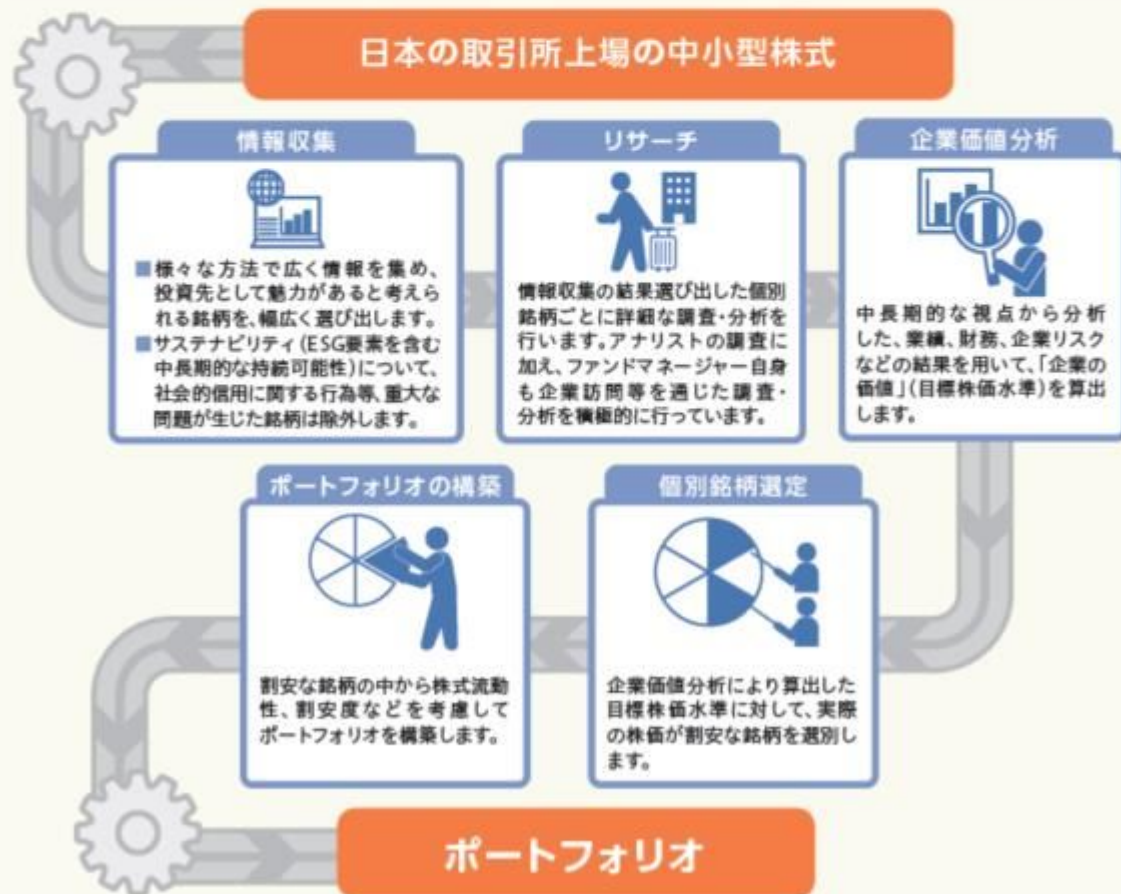 日本の取引所上場の中小型株式
情報収集
■様々な方法で広く情報を集め、
投資先として魅力があると考えら
れる銘柄を、幅広く選び出します。
■サステナビリティ(ESG要素を含む
中長期的な持続可能性)について、
社会的信用に関する行為等、重大な
問題が生じた銘柄は除外します。
リサーチ
情報収集の結果選び出した個別
銘柄ごとに詳細な調査・分析を
行います。アナリストの調査に
加え、ファンドマネージャー自身
も企業訪問等を通じた調査・
分析を積極的に行っています。
企業価値分析
中長期的な視点から分析
した、業績、財務、企業リスク
などの結果を用いて、「企業の
価値」(目標株価水準)を算出
します。
個別銘柄選定
企業価値分析により算出した
目標株価水準に対して、実際
の株価が割安な銘柄を選別し
ます。
ポートフォリオの構築
割安な銘柄の中から株式流動
性、割安度などを考慮して
ポートフォリオを構築します。
ポートフォリオ